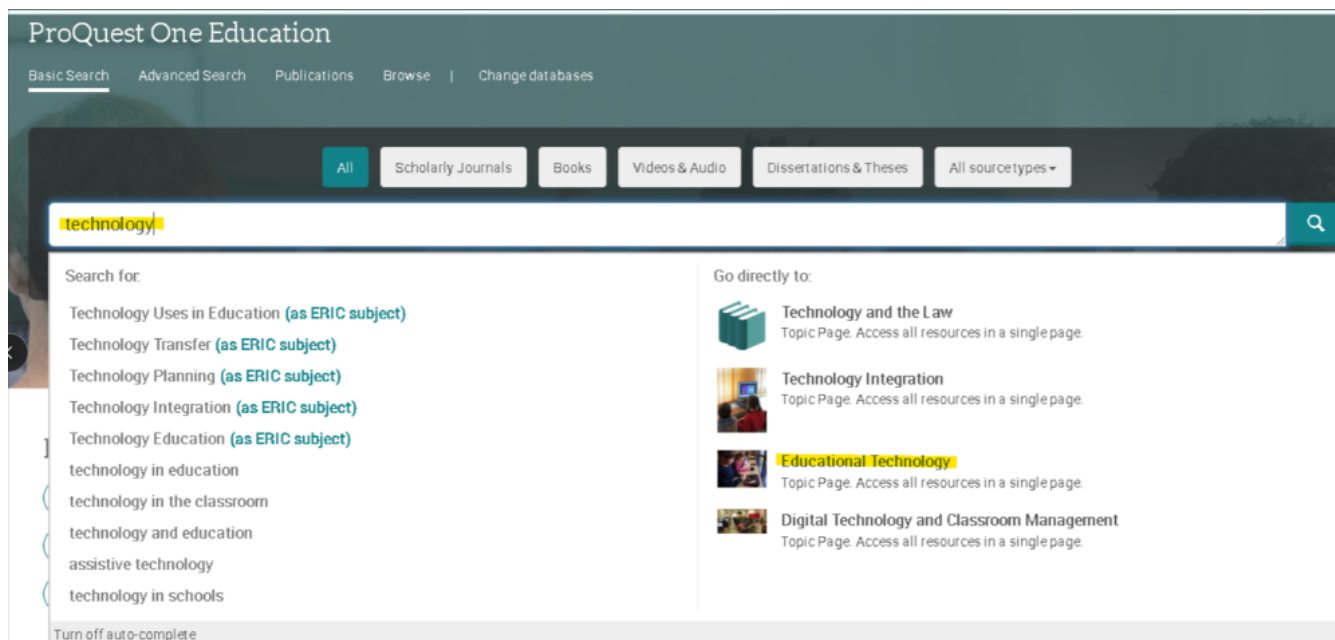 ProQuest One Education
Basic Search Advanced Search Publications Browse | Change databases
All Scholarly Journals Books Videos & Audio Dissertations & Theses All source types
technology
Search for:
Technology Uses in Education (as ERIC subject)
Technology Transfer (as ERIC subject)
Technology Planning (as ERIC subject)
Technology Integration (as ERIC subject)
Technology Education (as ERIC subject)
technology in education
technology in the classroom
technology and education
assistive technology
technology in schools
Go directly to:
Technology and the Law
Topic Page. Access all resources in a single page.
Technology Integration
Topic Page. Access all resources in a single page.
Educational Technology
Topic Page. Access all resources in a single page.
Digital Technology and Classroom Management
Topic Page. Access all resources in a single page.
Turn off auto-complete